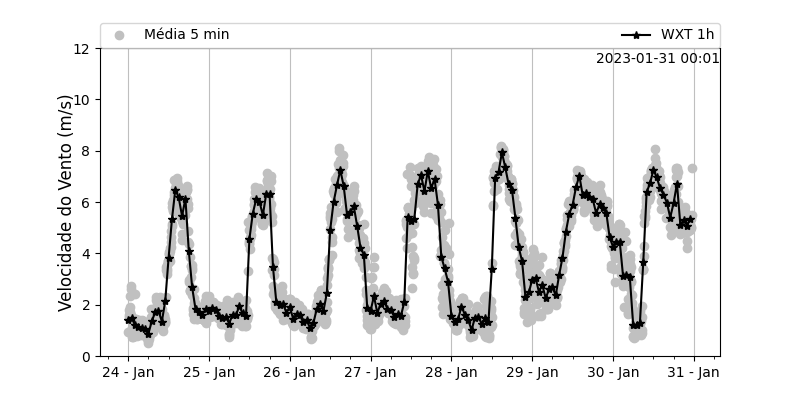 Média 5 min
WXT 1h
2023-01-31 00:01
Velocidade do Vento (m/s)
12
10
8
6
4
2
0
24 - Jan 25 - Jan 26 - Jan 27 - Jan 28 - Jan 29 - Jan 30 - Jan 31 - Jan